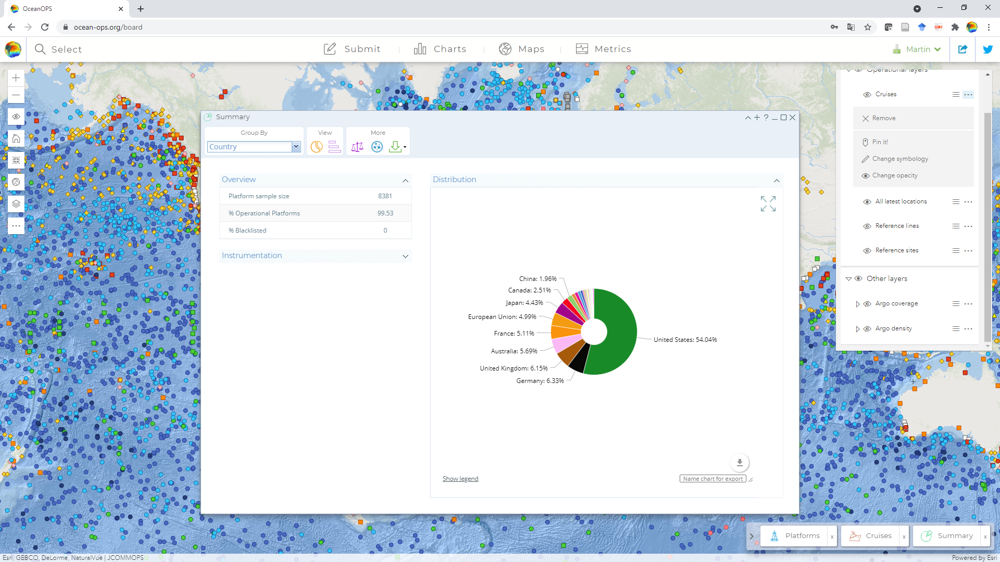 OceanOPS
ocean-ops.org/board
Select
Submit
Charts
Maps
Metrics
Martin
Operational layers
Cruises
Remove
Pin it!
Change symbology
Change opacity
All latest locations
Reference lines
Reference sites
Other layers
Argo coverage
Argo density
Summary
Group By
View
More
Country
Overview
Platform sample size 8381
% Operational Platforms 99.53
% Blacklisted 0
Instrumentation
Distribution
China: 1.96%
Canada: 2.51%
Japan: 4.43%
European Union: 4.99%
France: 5.11%
Australia: 5.69%
United Kingdom: 6.15%
Germany: 6.33%
United States: 54.04%
Show legend
Name chart for export
Platforms x
Cruises x
Summary x
Esri, GEBCO, DeLorme, NaturalVue | JCOMMOPS
Powered by Esri